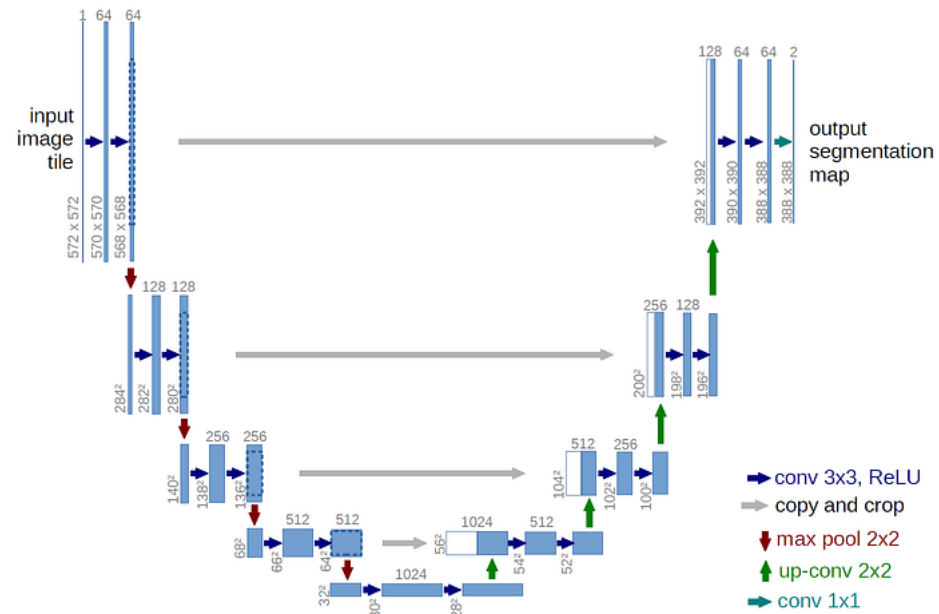 1 64 64
input
image
tile
572 x 572
570 x 570
568 x 568
128 64 64 2
output
segmentation
map
392 x 392
390 x 390
388 x 388
388 x 388
128 128
284²
282²
280²
256 128
200²
198²
196²
256 256
140²
138²
136²
512 256
104²
102²
100²
512 512
68²
66²
64²
1024 512
56²
54²
52²
1024
32²
conv 3x3, ReLU
copy and crop
max pool 2x2
up-conv 2x2
conv 1x1